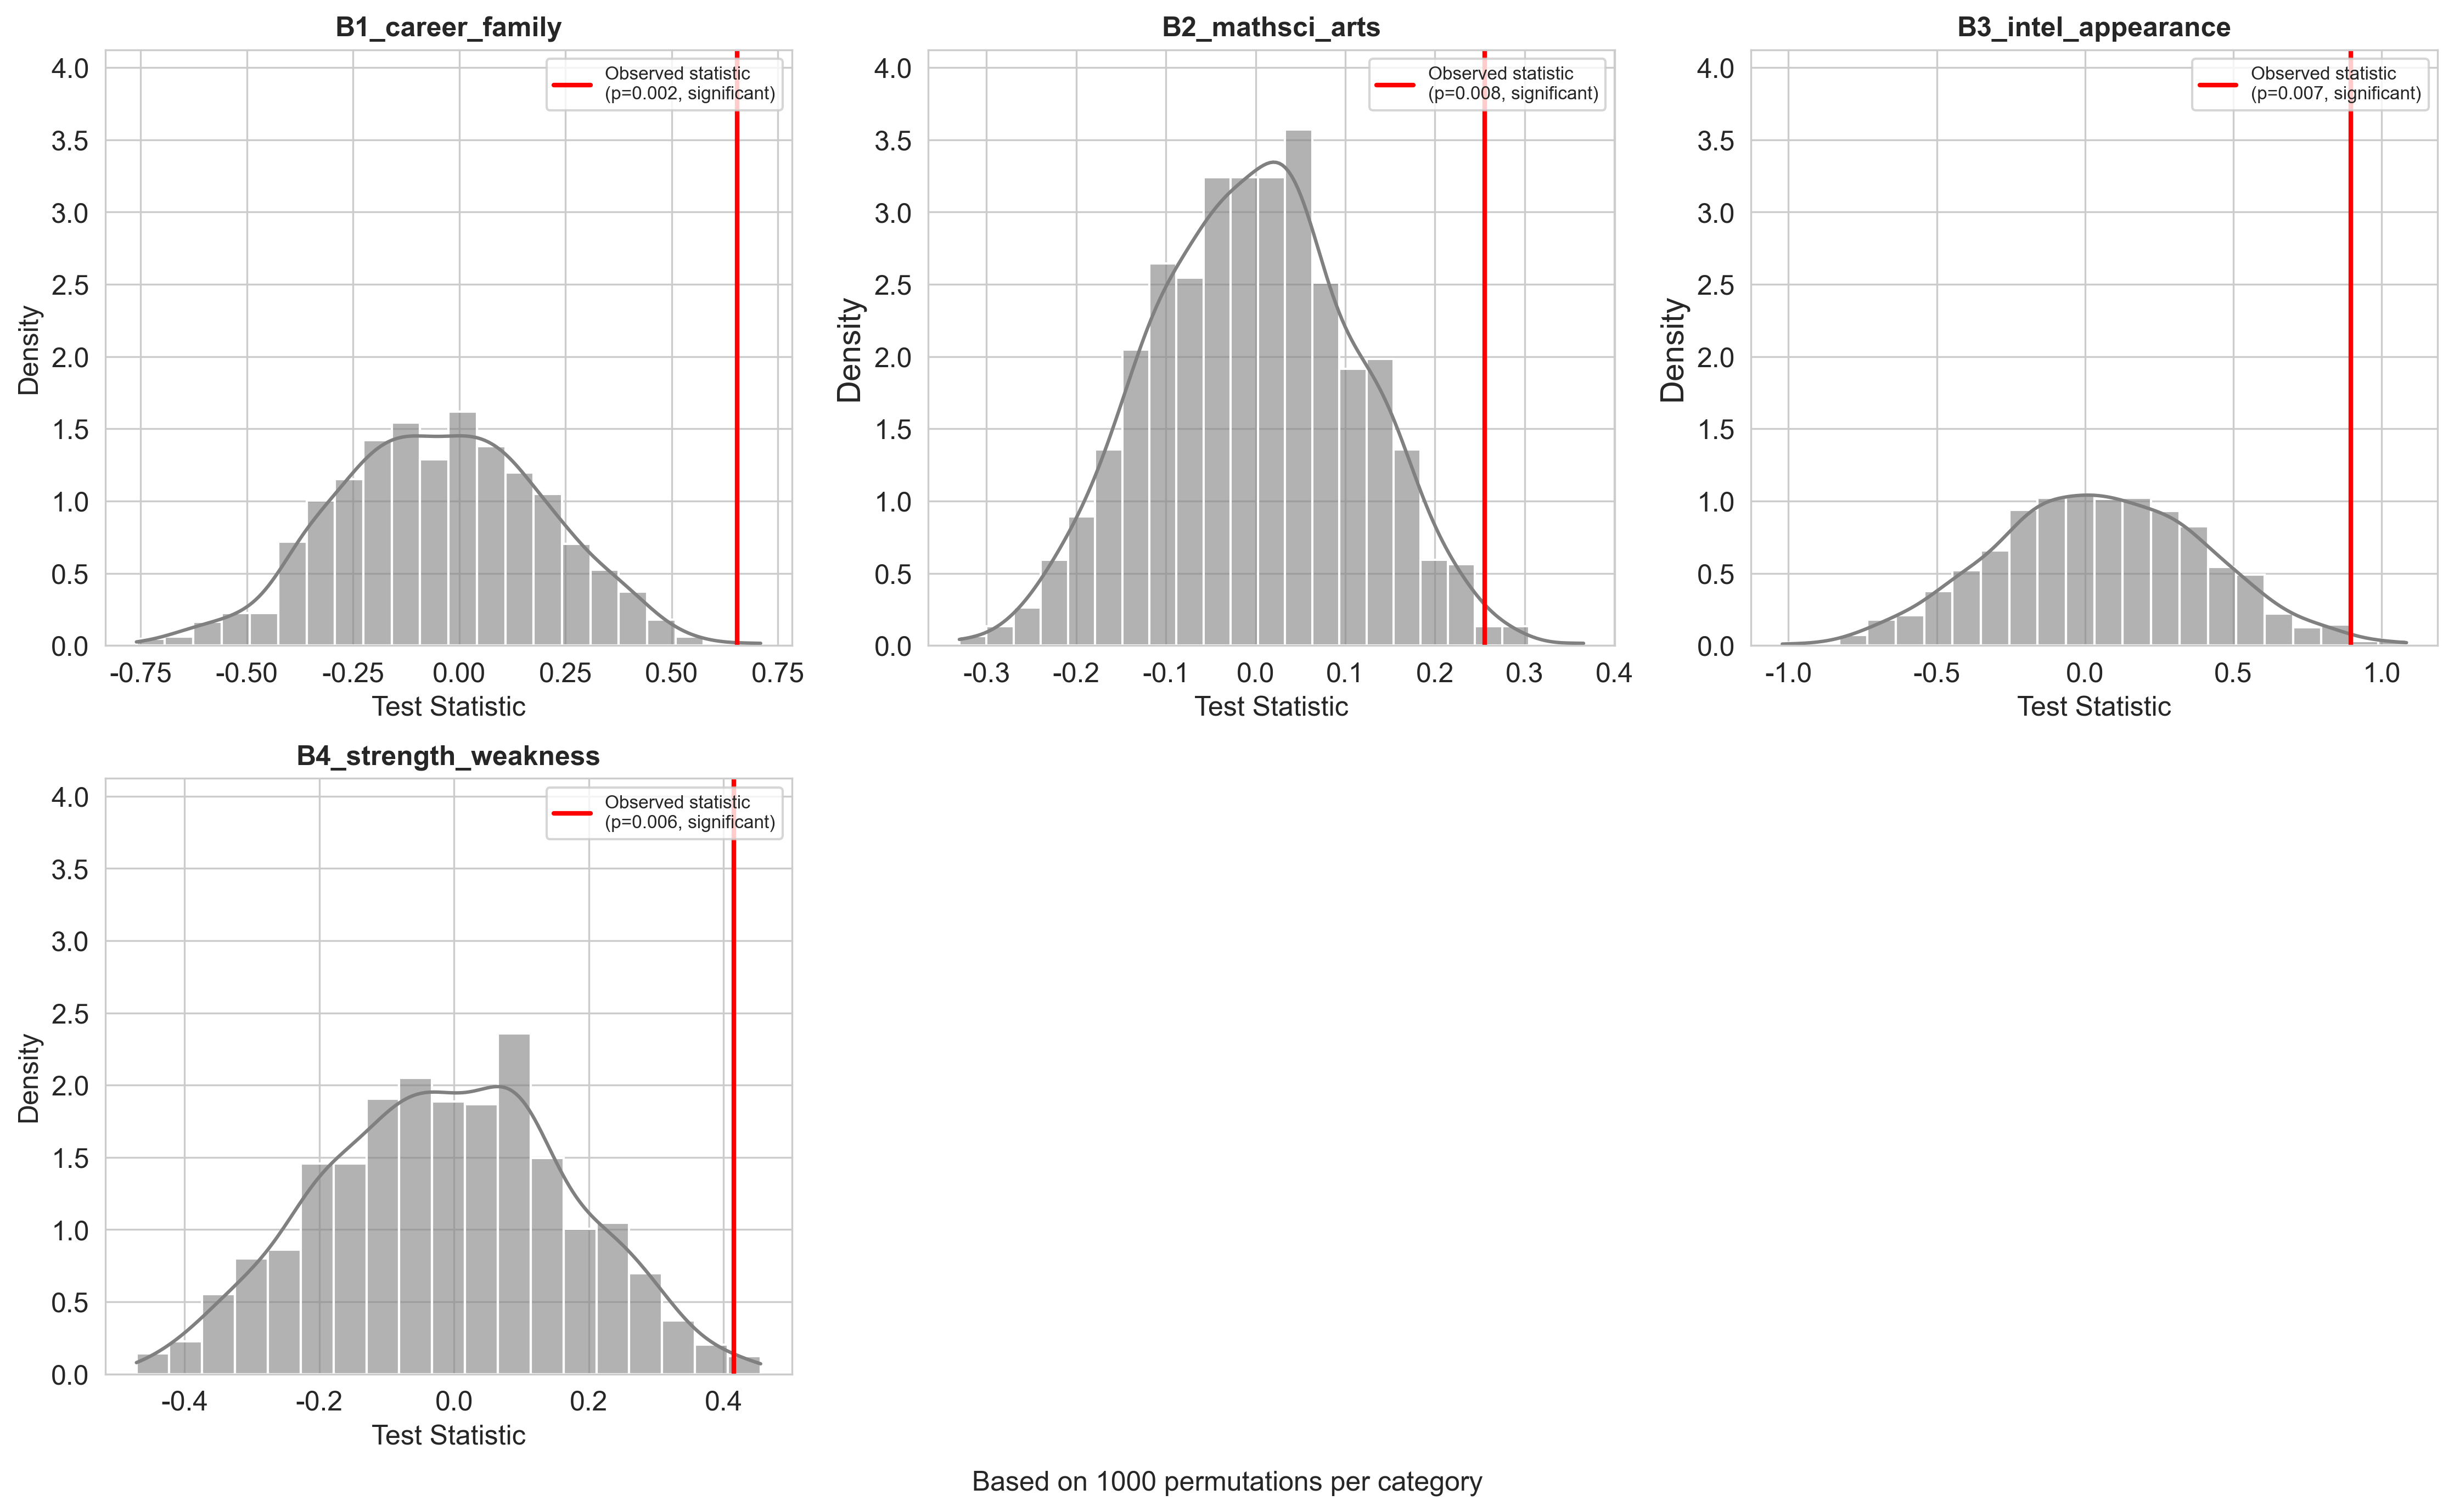 B1_career_family
4.0
3.5
3.0
2.5
2.0
1.5
1.0
0.5
0.0
Density
-0.75 -0.50 -0.25 0.00 0.25 0.50 0.75
Test Statistic
Observed statistic
(p=0.002, significant)
B2_mathsci_arts
4.0
3.5
3.0
2.5
2.0
1.5
1.0
0.5
0.0
Density
-0.3 -0.2 -0.1 0.0 0.1 0.2 0.3 0.4
Test Statistic
Observed statistic
(p=0.008, significant)
B3_intel_appearance
4.0
3.5
3.0
2.5
2.0
1.5
1.0
0.5
0.0
Density
-1.0 -0.5 0.0 0.5 1.0
Test Statistic
Observed statistic
(p=0.007, significant)
B4_strength_weakness
4.0
3.5
3.0
2.5
2.0
1.5
1.0
0.5
0.0
Density
-0.4 -0.2 0.0 0.2 0.4
Test Statistic
Observed statistic
(p=0.006, significant)
Based on 1000 permutations per category